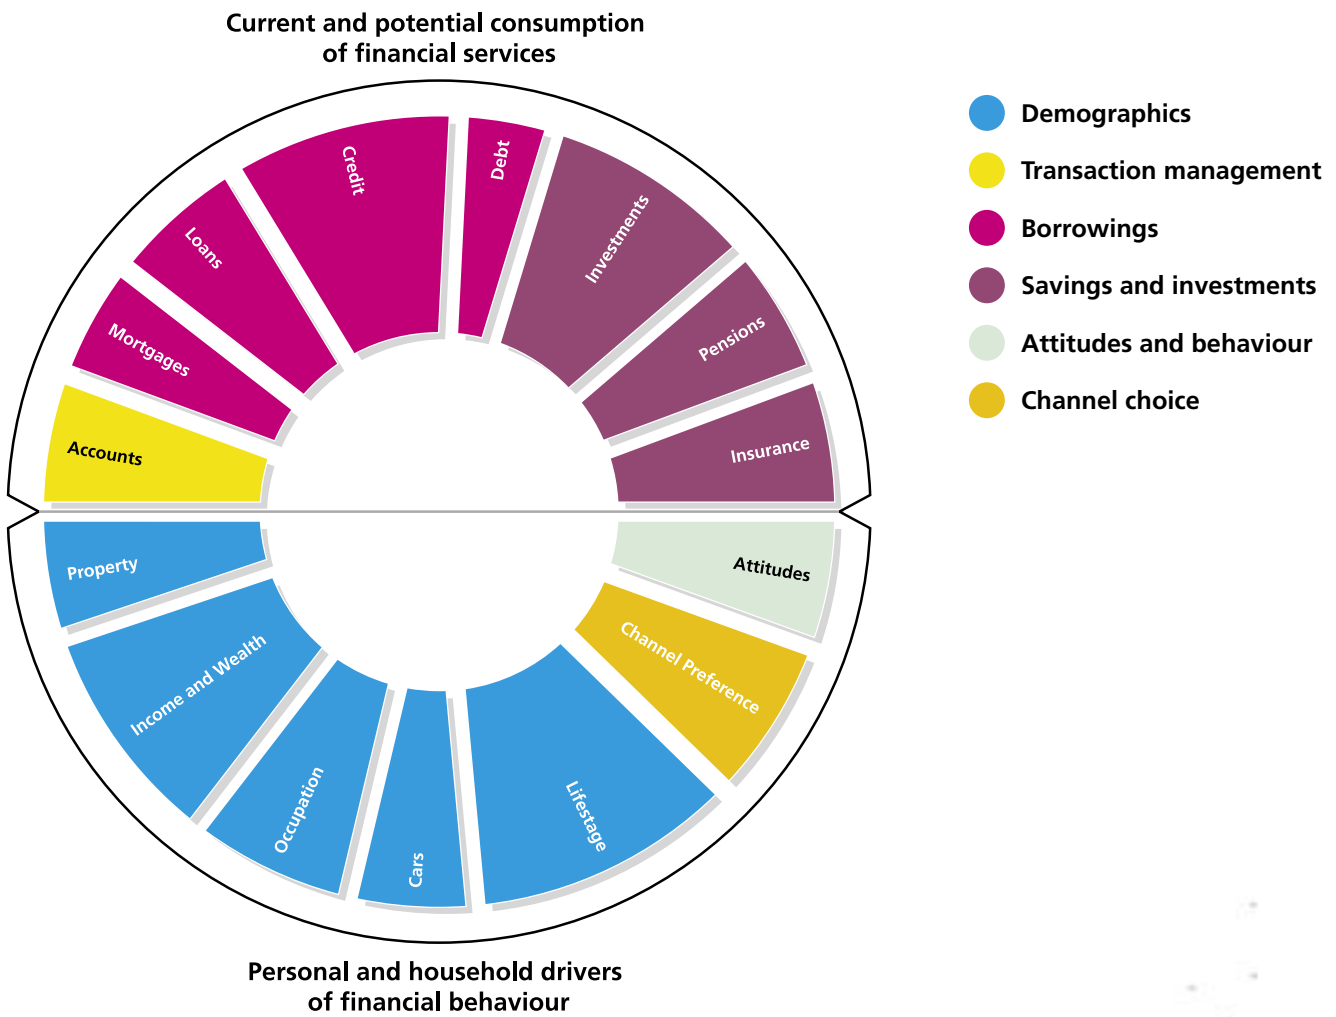 Current and potential consumption
of financial services
Credit
Debt
Investments
Loans
Pensions
Mortgages
Insurance
Accounts
Property
Attitudes
Income and Wealth
Channel Preference
Occupation
Cars
Lifestage
Personal and household drivers
of financial behaviour
Demographics
Transaction management
Borrowings
Savings and investments
Attitudes and behaviour
Channel choice